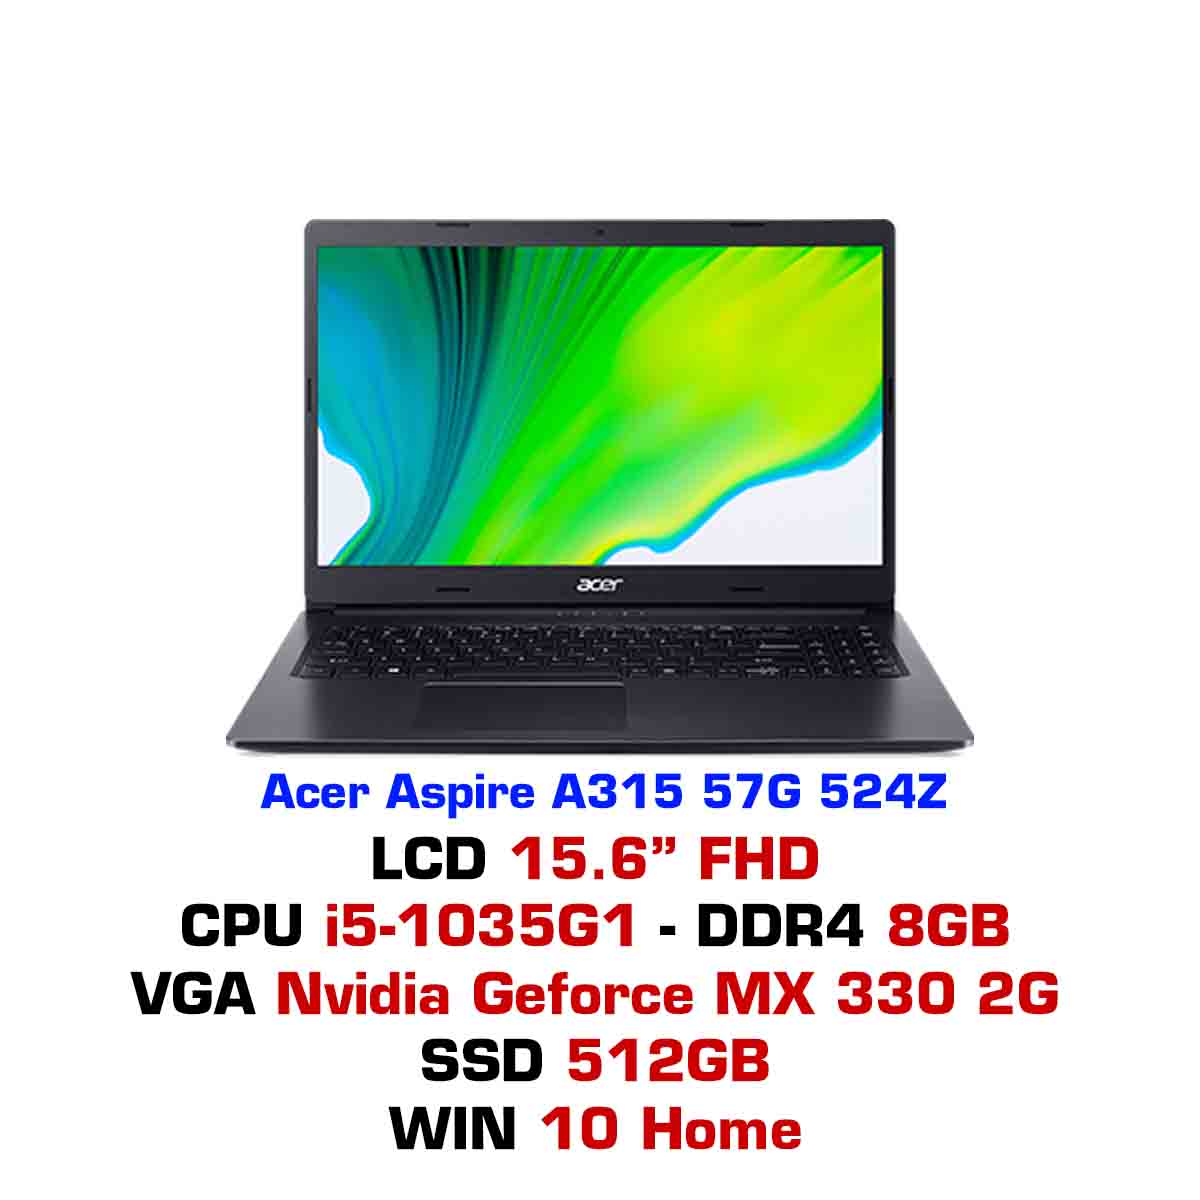 acer
Acer Aspire A315 57G 524Z
LCD 15.6” FHD
CPU i5-1035G1 - DDR4 8GB
VGA Nvidia Geforce MX 330 2G
SSD 512GB
WIN 10 Home